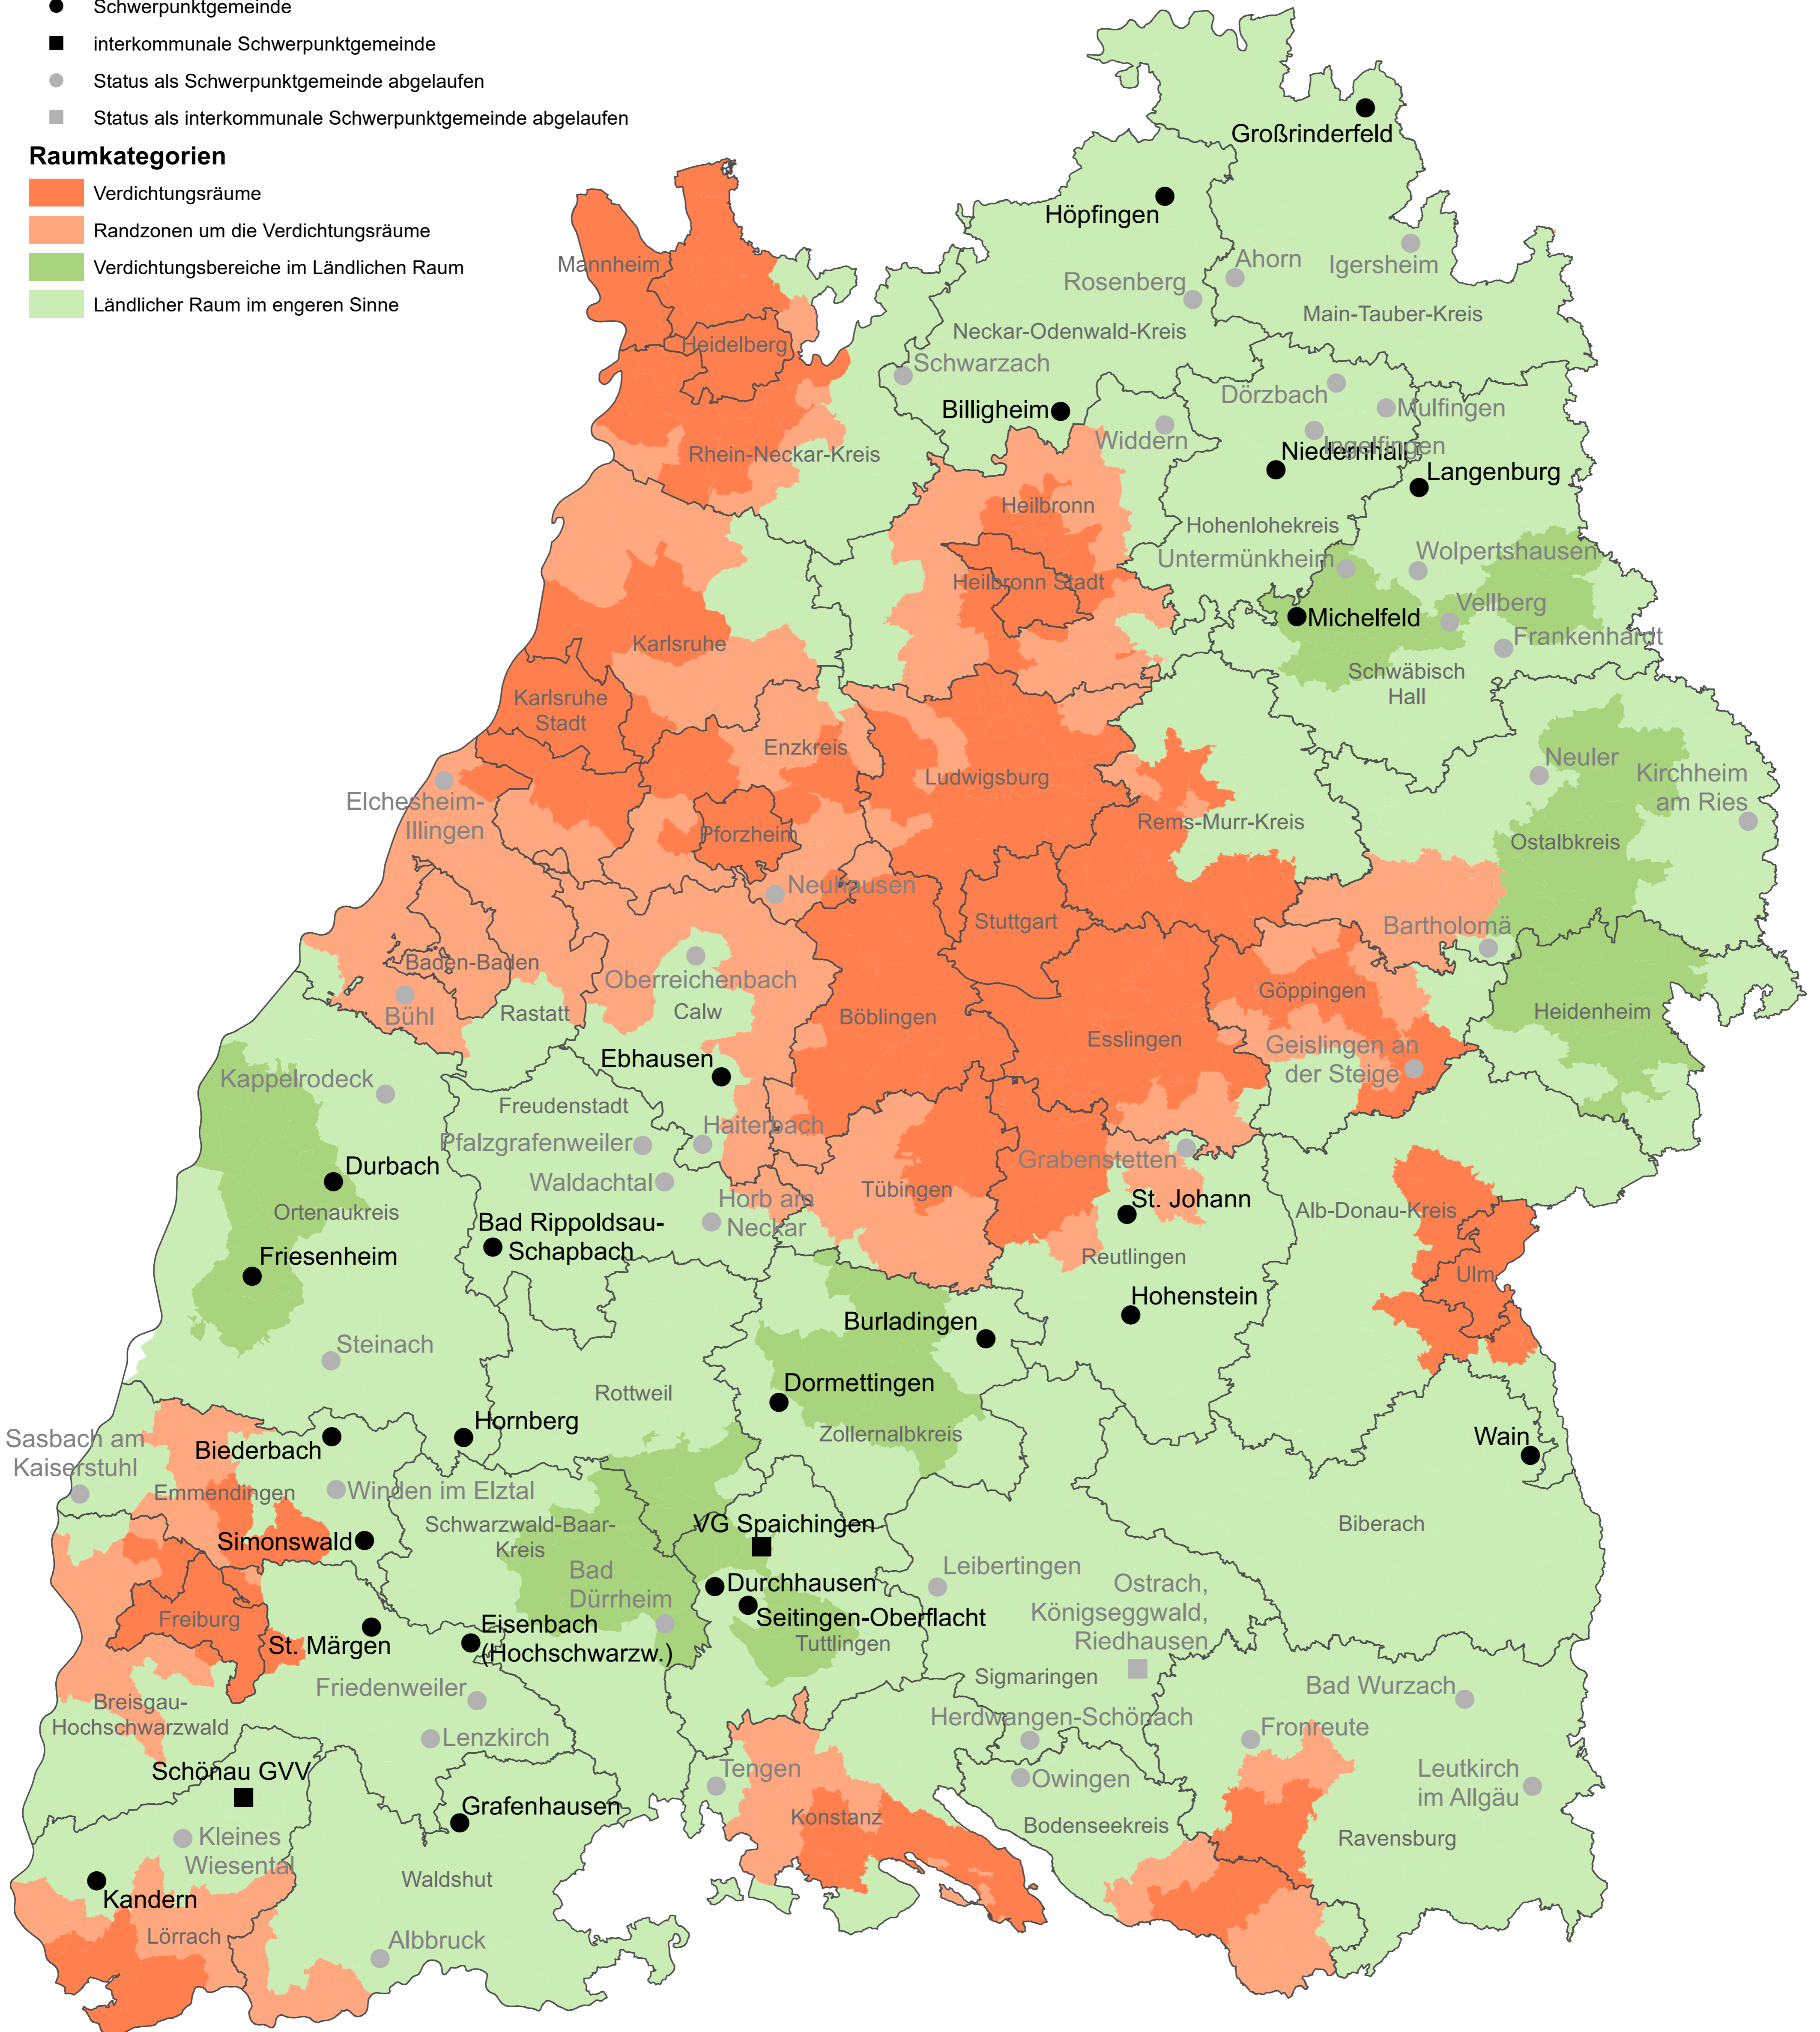 Schwerpunktgemeinde
interkommunale Schwerpunktgemeinde
Status als Schwerpunktgemeinde abgelaufen
Status als interkommunale Schwerpunktgemeinde abgelaufen
Raumkategorien
Verdichtungsräume
Randzonen um die Verdichtungsräume
Verdichtungsbereiche im Ländlichen Raum
Ländlicher Raum im engeren Sinne
Großrinderfeld
Höpfingen
Mannheim
Ahorn
Igersheim
Rosenberg
Main-Tauber-Kreis
Neckar-Odenwald-Kreis
Heidelberg
Schwarzach
Dörzbach
Billigheim
Mulfingen
Widdern
Ingelfingen
Niedernhall
Rhein-Neckar-Kreis
Langenburg
Heilbronn
Hohenlohekreis
Untermünkheim
Wolpertshausen
Heilbronn Stadt
Vellberg
Michelfeld
Frankenhardt
Karlsruhe
Schwäbisch
Hall
Karlsruhe
Stadt
Enzkreis
Neuler
Ludwigsburg
Kirchheim
am Ries
Elchesheim-
Illingen
Rems-Murr-Kreis
Pforzheim
Ostalbkreis
Neuhausen
Stuttgart
Bartholomä
Baden-Baden
Oberreichenbach
Göppingen
Bühl
Rastatt
Calw
Böblingen
Heidenheim
Esslingen
Geislingen an
der Steige
Ebhausen
Kappelrodeck
Freudenstadt
Haiterbach
Pfalzgrafenweiler
Grabenstetten
Durbach
Waldachtal
Tübingen
Horb am
Neckar
St. Johann
Ortenaukreis
Alb-Donau-Kreis
Bad Rippoldsau-
Schapbach
Friesenheim
Reutlingen
Ulm
Hohenstein
Burladingen
Steinach
Dormettingen
Rottweil
Hornberg
Zollernalbkreis
Wain
Sasbach am
Kaiserstuhl
Biederbach
Emmendingen
Winden im Elztal
Schwarzwald-Baar-
Kreis
VG Spaichingen
Biberach
Simonswald
Bad
Dürrheim
Leibertingen
Durchhausen
Ostrach,
Königseggwald,
Riedhausen
Freiburg
Seitingen-Oberflacht
Eisenbach
(Hochschwarzw.)
St. Märgen
Tuttlingen
Sigmaringen
Friedenweiler
Bad Wurzach
Breisgau-
Hochschwarzwald
Herdwangen-Schönach
Fronreute
Lenzkirch
Schönau GVV
Tengen
Owingen
Leutkirch
im Allgäu
Grafenhausen
Konstanz
Bodenseekreis
Ravensburg
Kleines
Wiesental
Waldshut
Kandern
Lörrach
Albbruck